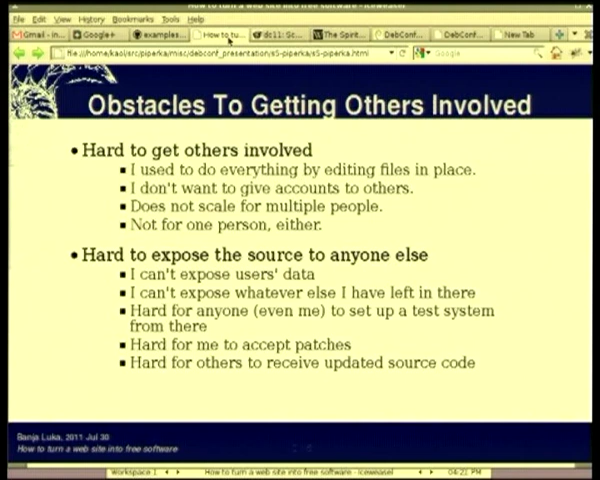 How to turn a web site into free software - Iceweasel
File Edit View History Bookmarks Tools Help
Gmail - In... Google+ examples... How to tu... dc11: Sc... The Spirit... DebConf... DebConf... New Tab
file:///home/kaol/src/piperka/misc/debconf_presentation/s5-piperka/s5-piperka.html Google
Obstacles To Getting Others Involved
Hard to get others involved
I used to do everything by editing files in place.
I don't want to give accounts to others.
Does not scale for multiple people.
Not for one person, either.
Hard to expose the source to anyone else
I can't expose users' data
I can't expose whatever else I have left in there
Hard for anyone (even me) to set up a test system
from there
Hard for me to accept patches
Hard for others to receive updated source code
Banja Luka, 2011 Jul 30
How to turn a web site into free software
Workspace 1 How to turn a web site into free software - Iceweasel 04:21 PM